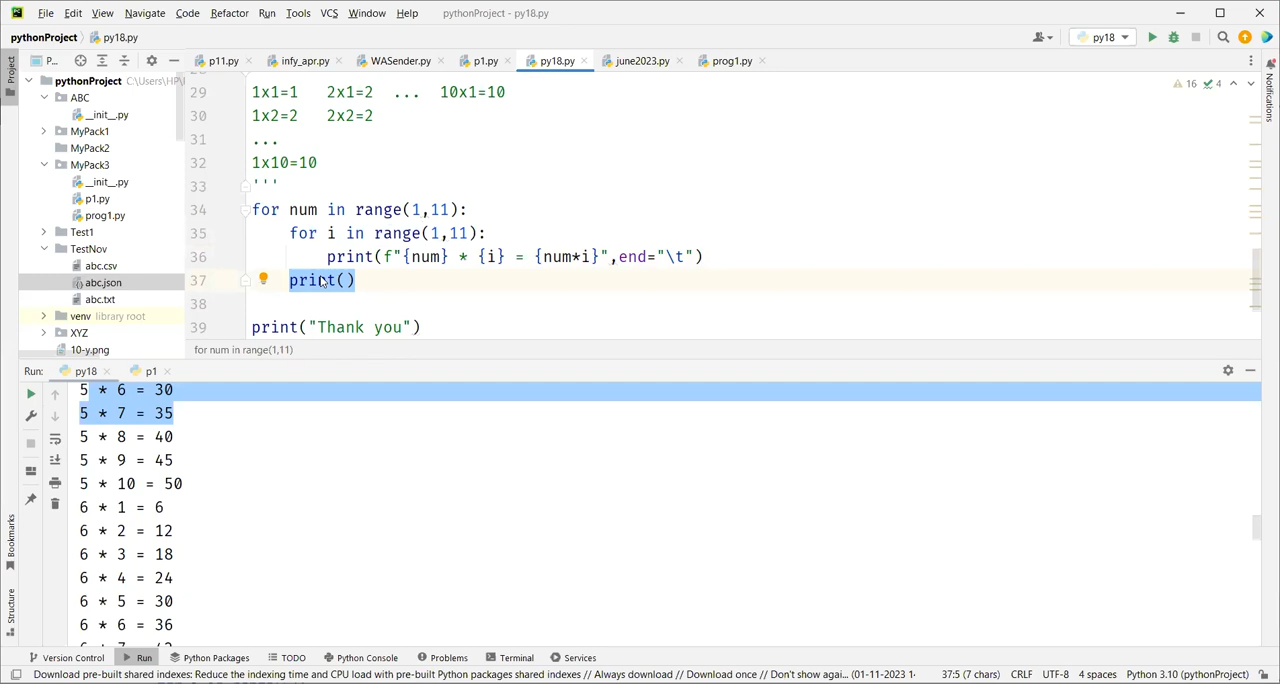 File Edit View Navigate Code Refactor Run Tools VCS Window Help pythonProject - py18.py
pythonProject py18.py py18
Project P... p11.py infy_apr.py WASender.py p1.py py18.py june2023.py prog1.py
Notifications
pythonProject C:\Users\HP\
ABC
__init__.py
MyPack1
MyPack2
MyPack3
__init__.py
p1.py
prog1.py
Test1
TestNov
abc.csv
abc.json
abc.txt
venv library root
XYZ
10-y.png
16 4
29 1x1=1 2x1=2 ... 10x1=10
30 1x2=2 2x2=2
31 ...
32 1x10=10
33 '''
34 for num in range(1,11):
35 for i in range(1,11):
36 print(f"{num} * {i} = {num*i}",end="\t")
37 print()
38
39 print("Thank you")
for num in range(1,11)
Run: py18 p1
5 * 6 = 30
5 * 7 = 35
5 * 8 = 40
5 * 9 = 45
5 * 10 = 50
6 * 1 = 6
6 * 2 = 12
6 * 3 = 18
6 * 4 = 24
6 * 5 = 30
6 * 6 = 36
Bookmarks
Structure
Version Control Run Python Packages TODO Python Console Problems Terminal Services
Download pre-built shared indexes: Reduce the indexing time and CPU load with pre-built Python packages shared indexes // Always download // Download once // Don't show agai... (01-11-2023 1 37:5 (7 chars) CRLF UTF-8 4 spaces Python 3.10 (pythonProject)